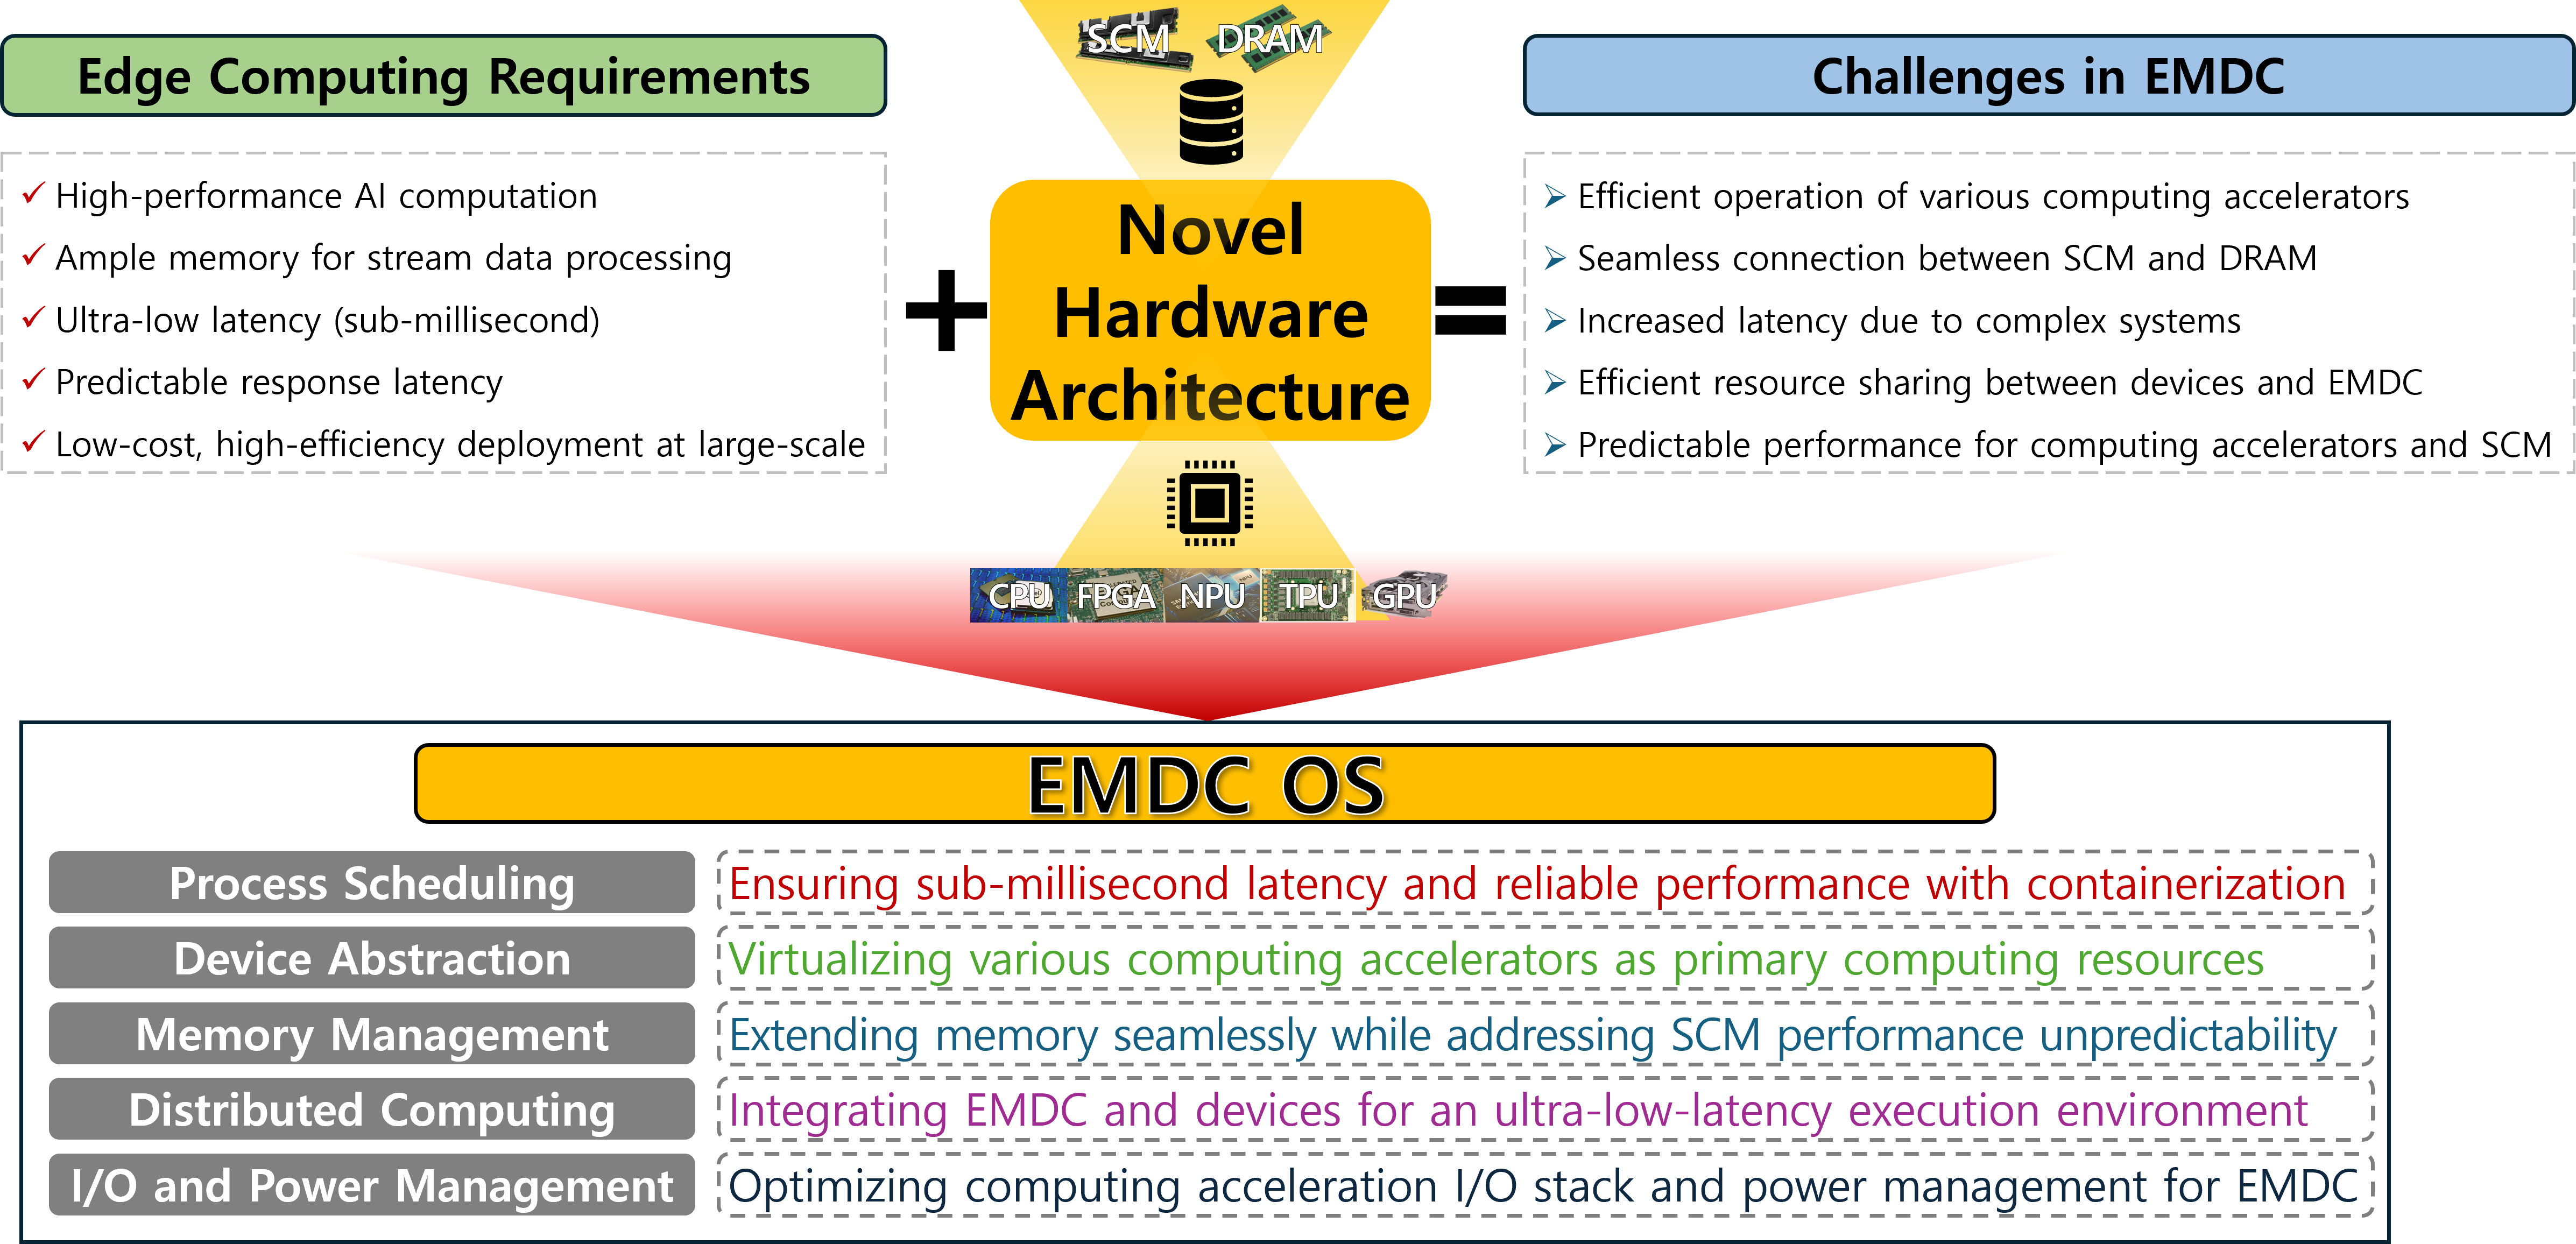 SCM DRAM
Edge Computing Requirements
High-performance AI computation
Ample memory for stream data processing
Ultra-low latency (sub-millisecond)
Predictable response latency
Low-cost, high-efficiency deployment at large-scale
+
Novel
Hardware
Architecture
=
Challenges in EMDC
Efficient operation of various computing accelerators
Seamless connection between SCM and DRAM
Increased latency due to complex systems
Efficient resource sharing between devices and EMDC
Predictable performance for computing accelerators and SCM
CPU FPGA NPU TPU GPU
EMDC OS
Process Scheduling
Ensuring sub-millisecond latency and reliable performance with containerization
Device Abstraction
Virtualizing various computing accelerators as primary computing resources
Memory Management
Extending memory seamlessly while addressing SCM performance unpredictability
Distributed Computing
Integrating EMDC and devices for an ultra-low-latency execution environment
I/O and Power Management
Optimizing computing acceleration I/O stack and power management for EMDC